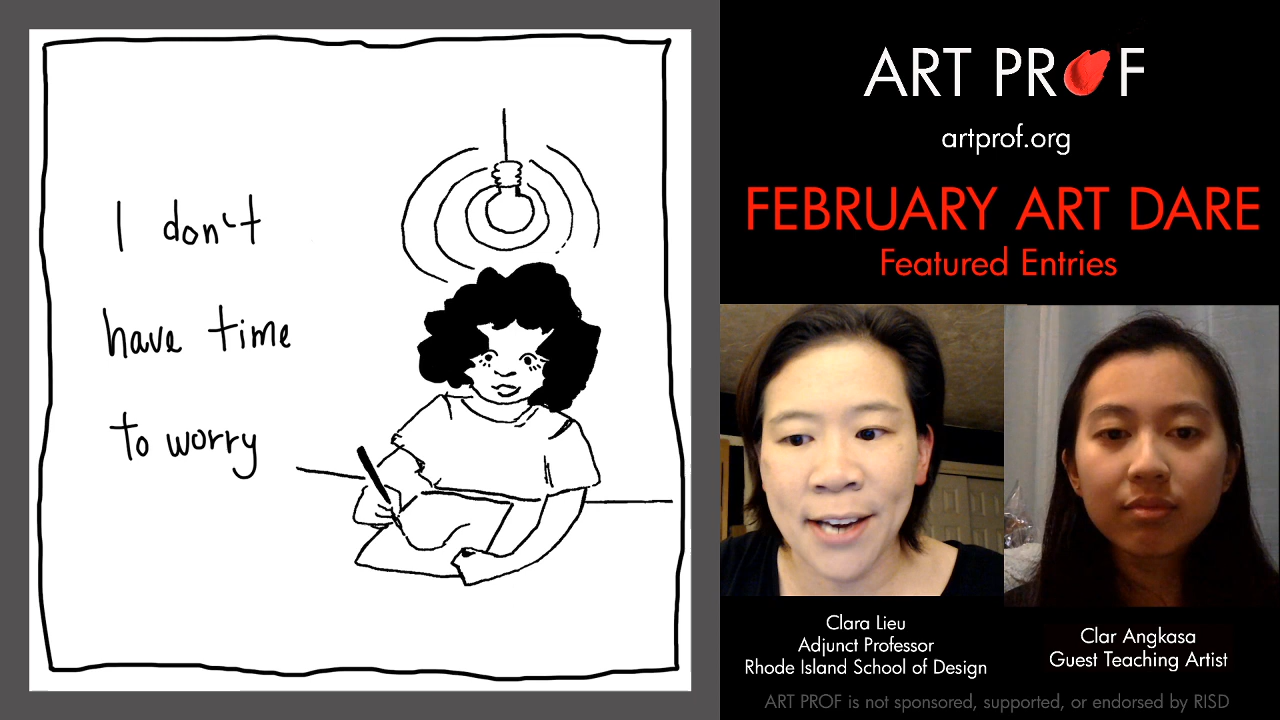 I don't
have time
to worry
ART PROF
artprof.org
FEBRUARY ART DARE
Featured Entries
Clara Lieu
Adjunct Professor
Rhode Island School of Design
Clar Angkasa
Guest Teaching Artist
ART PROF is not sponsored, supported, or endorsed by RISD